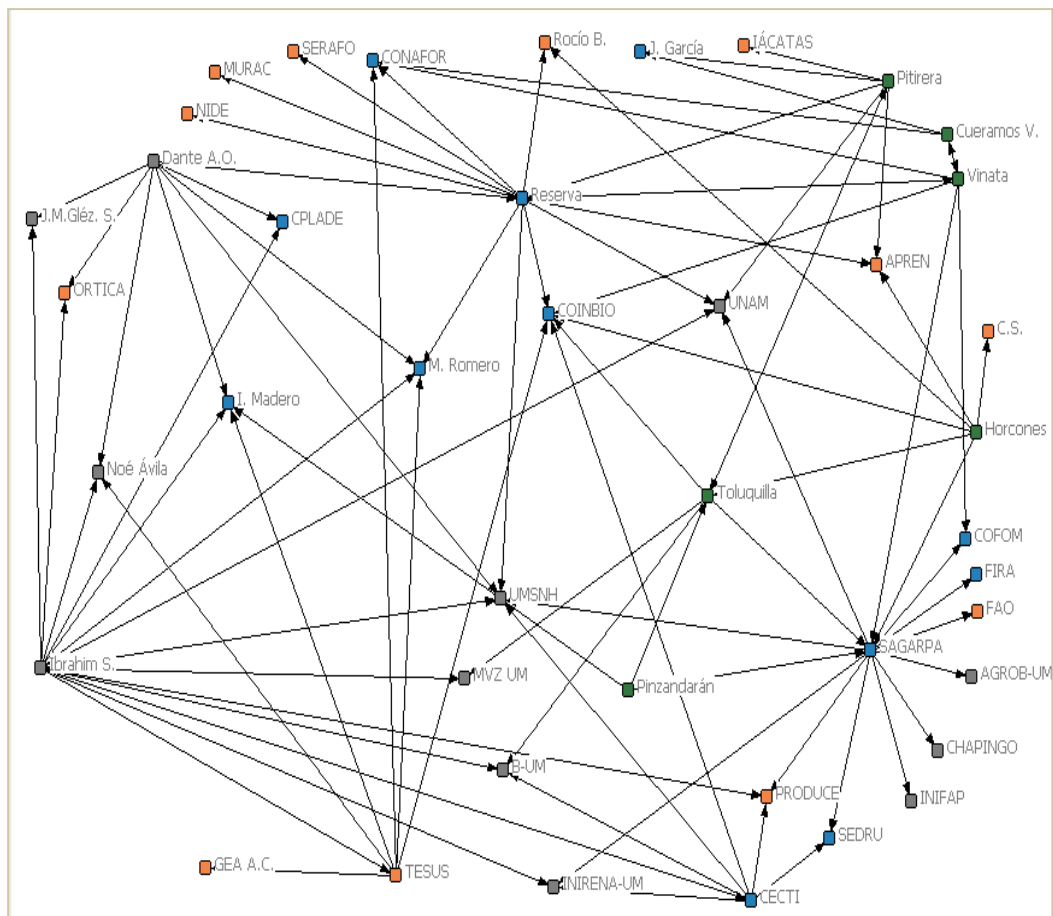 Rocío B.
SERAFO
J. García
IÁCATAS
CONAFOR
MURAC
Pitirera
NIDE
Cueramos V.
Dante A.O.
Vinata
Reserva
J.M.Gléz. S.
CPLADE
APREN
ORTICA
UNAM
COINBIO
C.S.
M. Romero
I. Madero
Horcones
Noé Ávila
Toluquilla
COFOM
FIRA
UMSNH
FAO
SAGARPA
Ibrahim S.
MVZ UM
Pinzandarán
AGROB-UM
CHAPINGO
B-UM
PRODUCE
INIFAP
SEDRU
GEA A.C.
TESUS
INIRENA-UM
CECTI